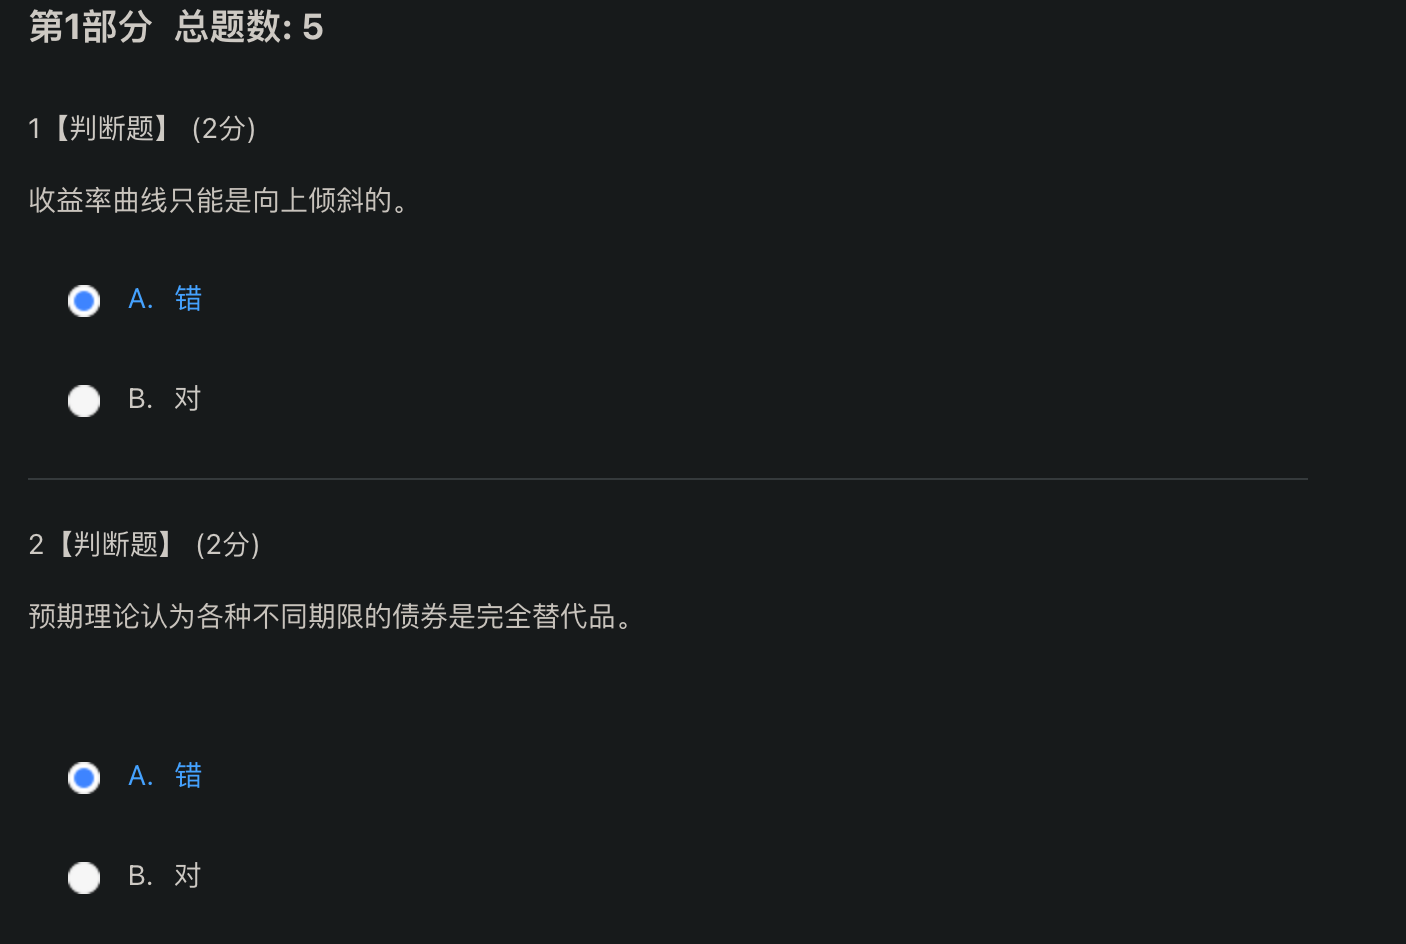 第1部分 总题数: 5
1【判断题】 (2分)
收益率曲线只能是向上倾斜的。
A. 错
B. 对
2【判断题】 (2分)
预期理论认为各种不同期限的债券是完全替代品。
A. 错
B. 对